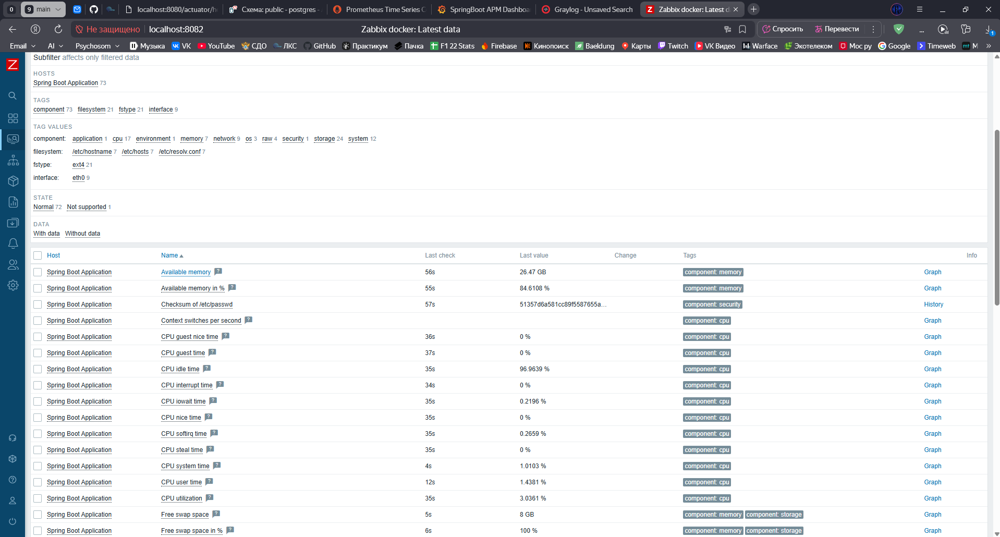 0
9 main
localhost:8080/actuator/h
Схема: public - postgres -
Prometheus Time Series C
SpringBoot APM Dashboa
Graylog - Unsaved Search
Zabbix docker: Latest d
Не защищено localhost:8082
Zabbix docker: Latest data
Спросить
Перевести
1
Email AI Psychosom Музыка VK YouTube СДО ЛКС GitHub Практикум Пачка F1 22 Stats Firebase Кинопоиск Baeldung Карты Twitch VK Видео Warface Экотелеком Мос ру Google Timeweb mt M »
Subfilter affects only filtered data
HOSTS
Spring Boot Application 73
TAGS
component 73 filesystem 21 fstype 21 interface 9
TAG VALUES
component: application 1 cpu 17 environment 1 memory 7 network 9 os 3 raw 4 security 1 storage 24 system 12
filesystem: /etc/hostname 7 /etc/hosts 7 /etc/resolv.conf 7
fstype: ext4 21
interface: eth0 9
STATE
Normal 72 Not supported 1
DATA
With data Without data
Host Name Last check Last value Change Tags Info
Spring Boot Application Available memory ? 56s 26.47 GB component: memory Graph
Spring Boot Application Available memory in % ? 55s 84.6108 % component: memory Graph
Spring Boot Application Checksum of /etc/passwd 57s 51357d6a581cc89f5587655a... component: security History
Spring Boot Application Context switches per second ? component: cpu Graph
Spring Boot Application CPU guest nice time ? 36s 0 % component: cpu Graph
Spring Boot Application CPU guest time ? 37s 0 % component: cpu Graph
Spring Boot Application CPU idle time ? 35s 96.9639 % component: cpu Graph
Spring Boot Application CPU interrupt time ? 34s 0 % component: cpu Graph
Spring Boot Application CPU iowait time ? 35s 0.2196 % component: cpu Graph
Spring Boot Application CPU nice time ? 35s 0 % component: cpu Graph
Spring Boot Application CPU softirq time ? 35s 0.2659 % component: cpu Graph
Spring Boot Application CPU steal time ? 35s 0 % component: cpu Graph
Spring Boot Application CPU system time ? 4s 1.0103 % component: cpu Graph
Spring Boot Application CPU user time ? 12s 1.4381 % component: cpu Graph
Spring Boot Application CPU utilization ? 35s 3.0361 % component: cpu Graph
Spring Boot Application Free swap space ? 5s 8 GB component: memory component: storage Graph
Spring Boot Application Free swap space in % ? 6s 100 % component: memory component: storage Graph